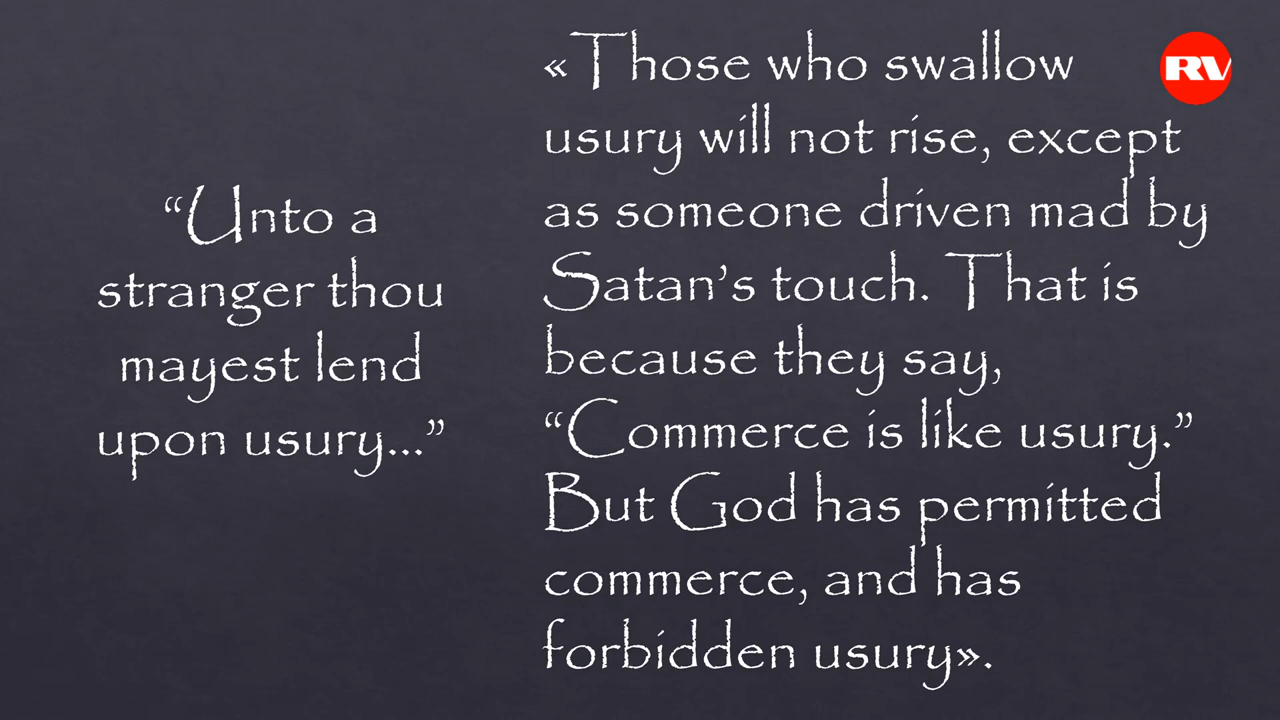 “Unto a
stranger thou
mayest lend
upon usury...”
«Those who swallow
usury will not rise, except
as someone driven mad by
Satan’s touch. That is
because they say,
“Commerce is like usury.”
But God has permitted
commerce, and has
forbidden usury».
RV